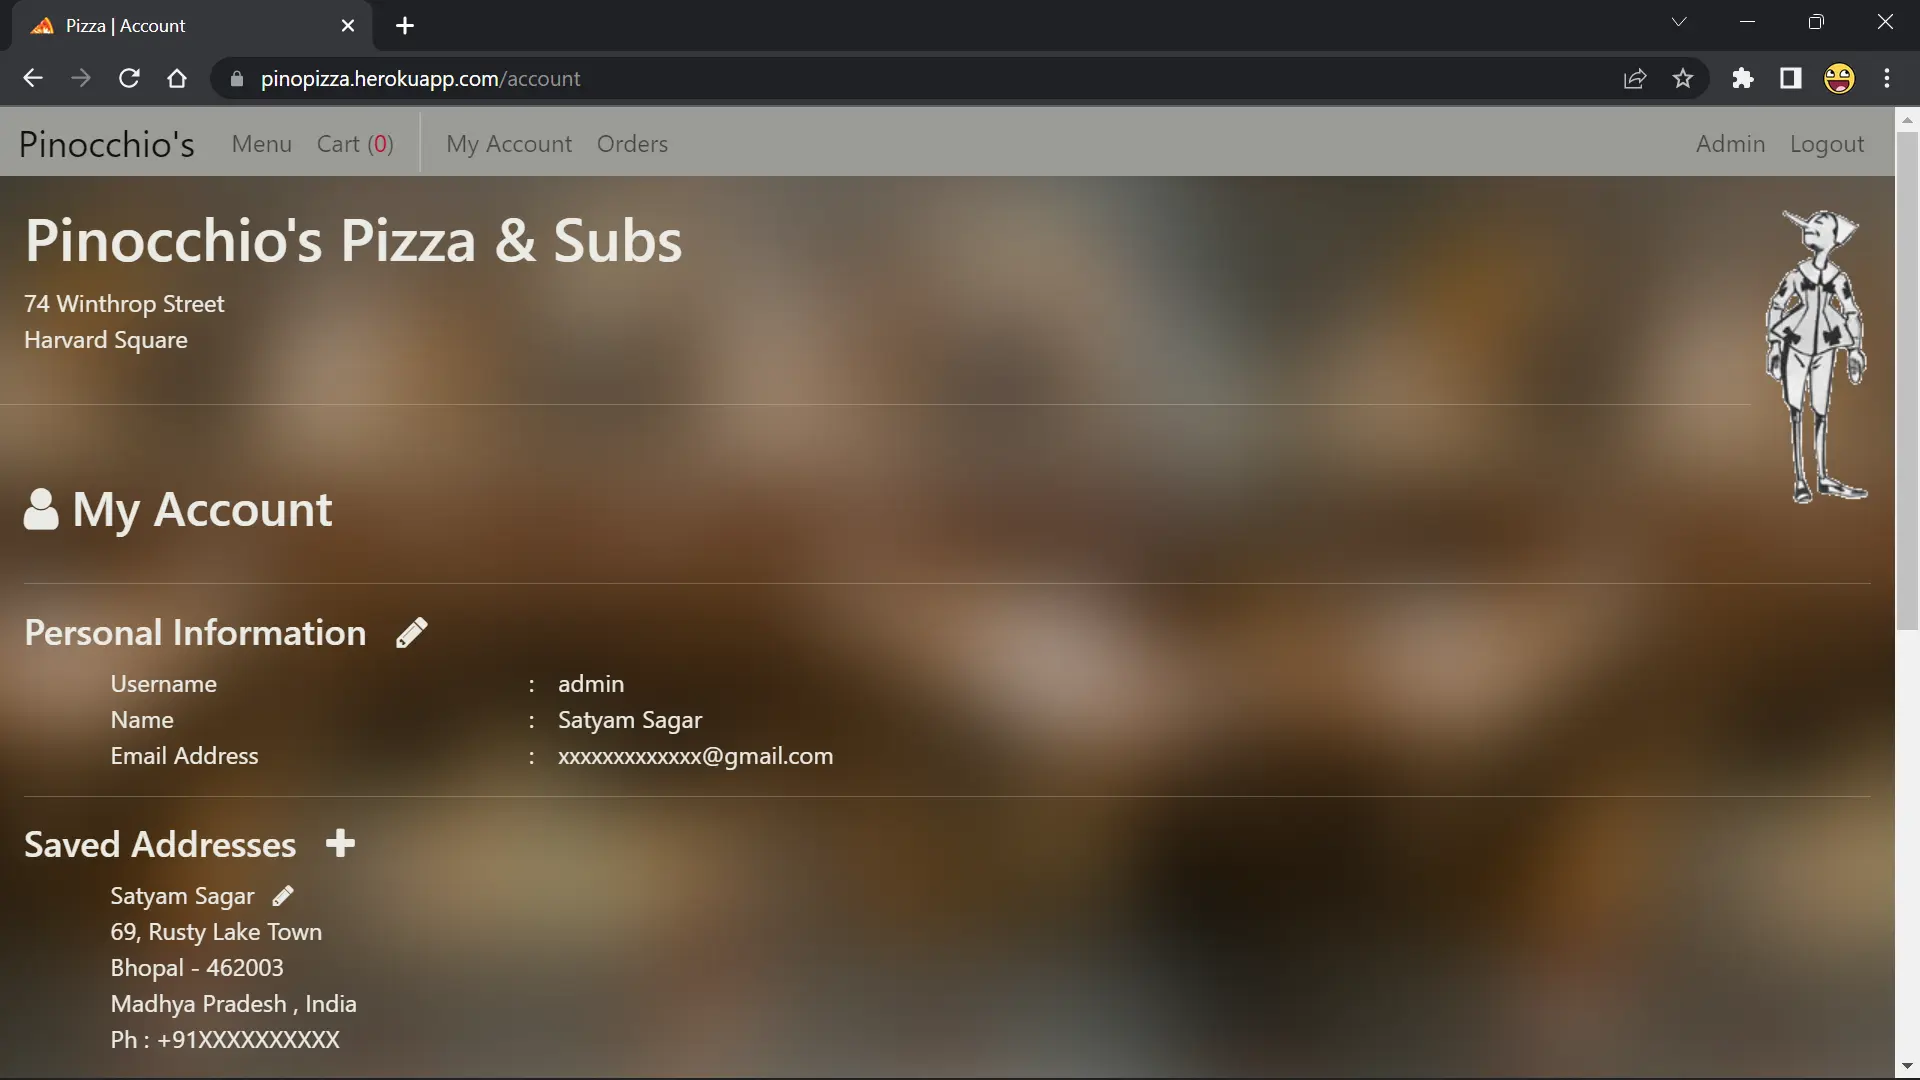 Pizza | Account
pinopizza.herokuapp.com/account
Pinocchio's Menu Cart (0) My Account Orders Admin Logout
Pinocchio's Pizza & Subs
74 Winthrop Street
Harvard Square
My Account
Personal Information
Username : admin
Name : Satyam Sagar
Email Address : xxxxxxxxxxxxx@gmail.com
Saved Addresses
Satyam Sagar
69, Rusty Lake Town
Bhopal - 462003
Madhya Pradesh , India
Ph : +91XXXXXXXXXX